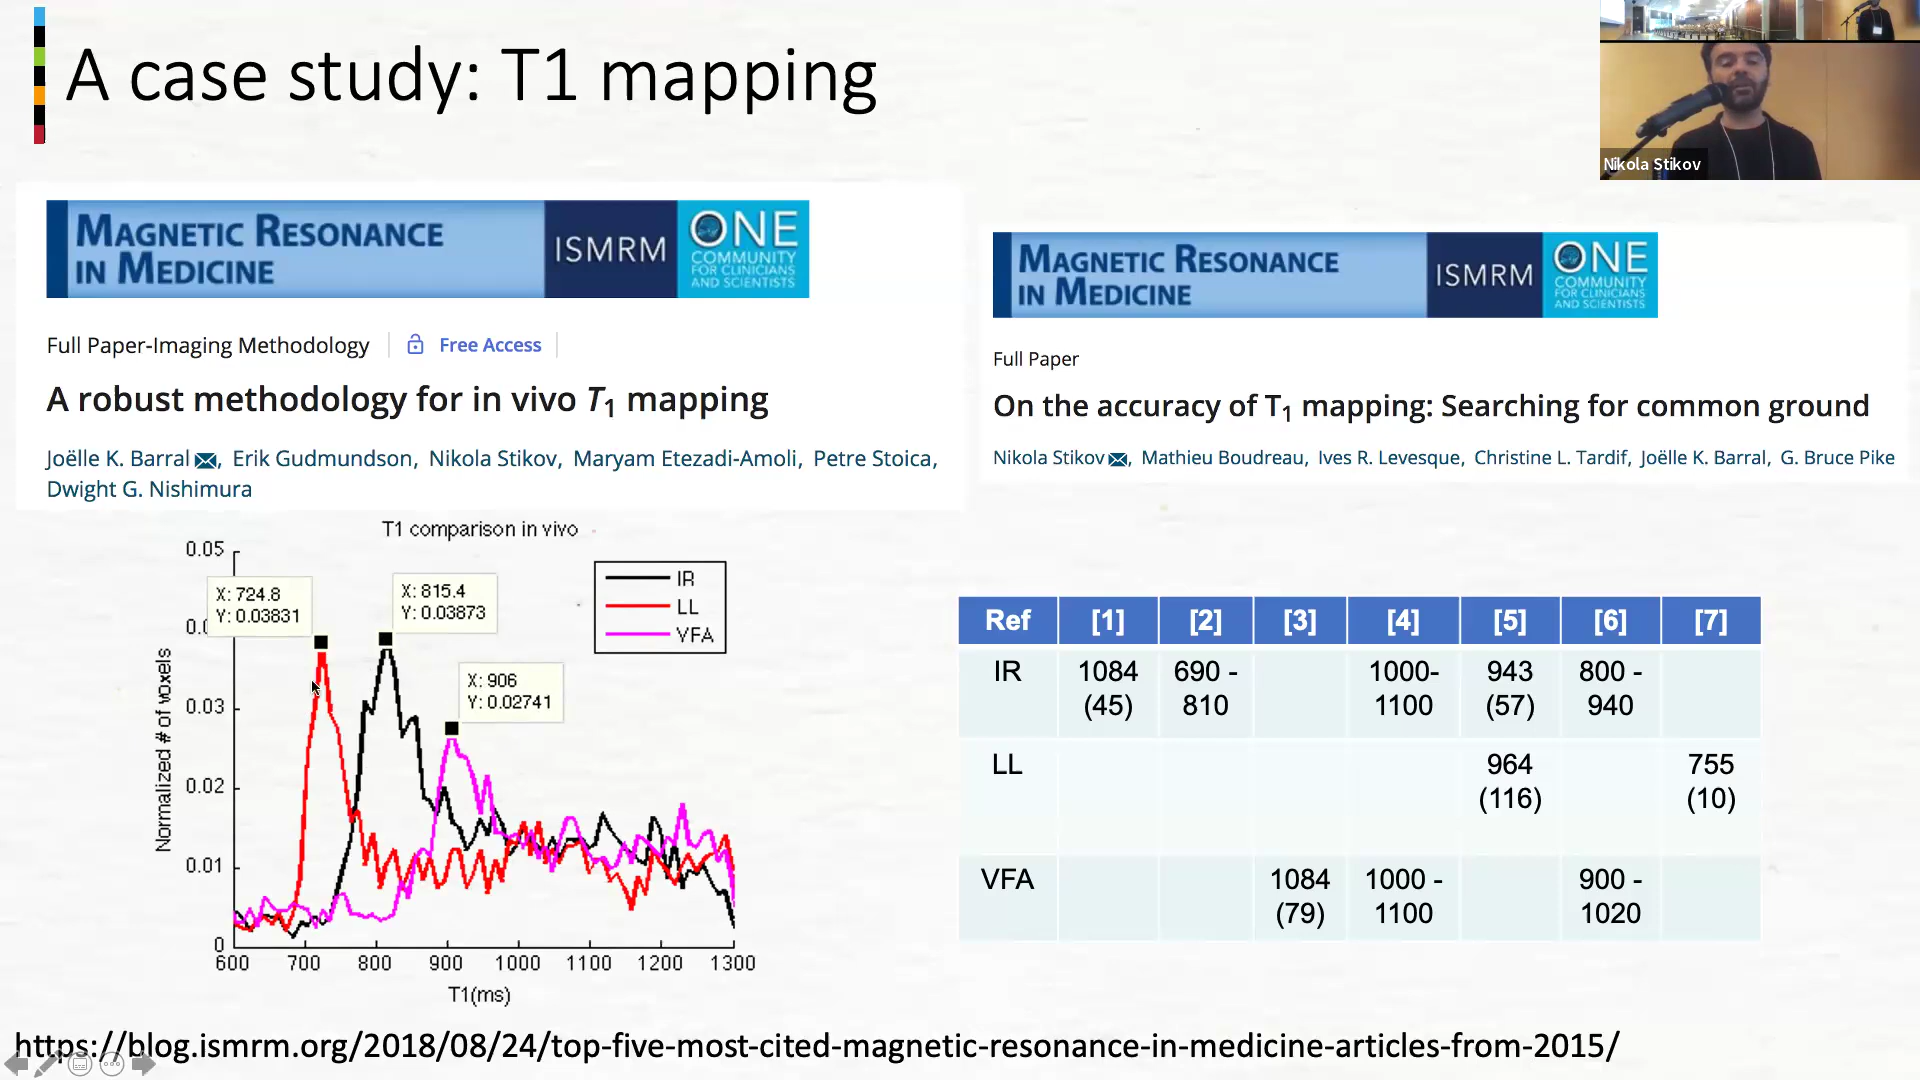 A case study: T1 mapping
Nikola Stikov
MAGNETIC RESONANCE
IN MEDICINE
ISMRM
ONE
COMMUNITY
FOR CLINICIANS
AND SCIENTISTS
Full Paper-Imaging Methodology
Free Access
A robust methodology for in vivo T1 mapping
Joëlle K. Barral, Erik Gudmundson, Nikola Stikov, Maryam Etezadi-Amoli, Petre Stoica,
Dwight G. Nishimura
MAGNETIC RESONANCE
IN MEDICINE
ISMRM
ONE
COMMUNITY
FOR CLINICIANS
AND SCIENTISTS
Full Paper
On the accuracy of T1 mapping: Searching for common ground
Nikola Stikov, Mathieu Boudreau, Ives R. Levesque, Christine L. Tardif, Joëlle K. Barral, G. Bruce Pike
T1 comparison in vivo
0.05
X: 724.8
Y: 0.03831
X: 815.4
Y: 0.03873
X: 906
Y: 0.02741
IR
LL
VFA
0.03
0.02
0.01
0
Normalized # of voxels
600 700 800 900 1000 1100 1200 1300
T1(ms)
Ref [1] [2] [3] [4] [5] [6] [7]
IR 1084 690 - 1000- 943 800 -
(45) 810 1100 (57) 940
LL 964 755
(116) (10)
VFA 1084 1000 - 900 -
(79) 1100 1020
https://blog.ismrm.org/2018/08/24/top-five-most-cited-magnetic-resonance-in-medicine-articles-from-2015/